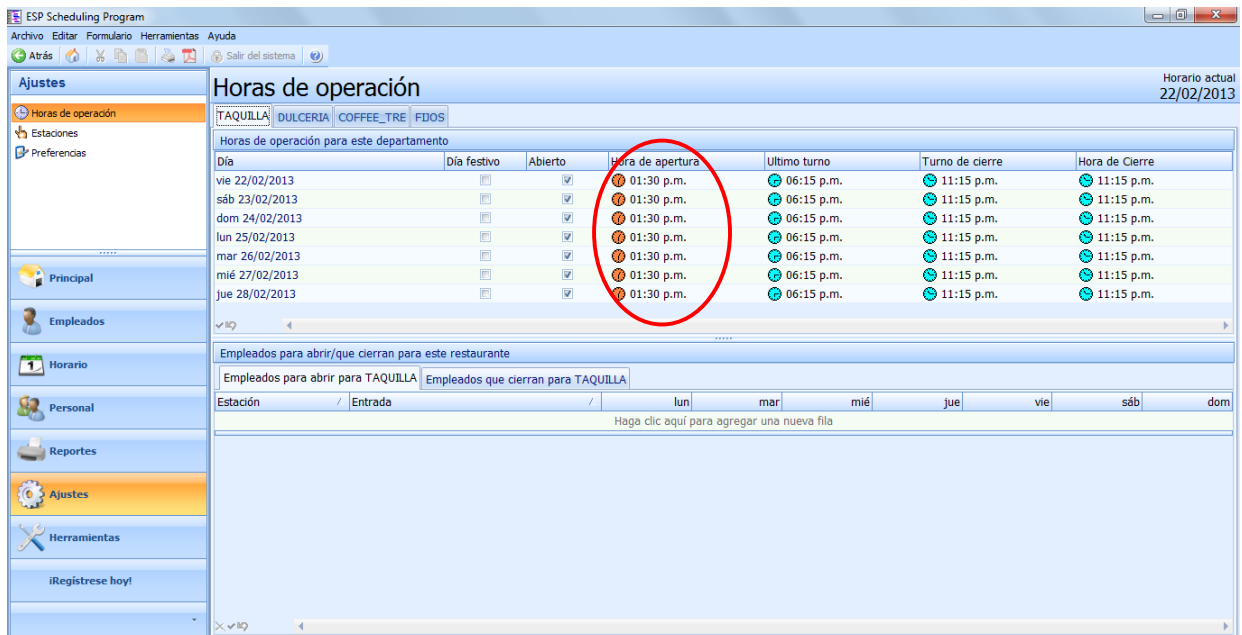 ESP Scheduling Program
Archivo Editar Formulario Herramientas Ayuda
Atrás Salir del sistema
Ajustes
Horas de operación
Estaciones
Preferencias
Principal
Empleados
1 Horario
Personal
Reportes
Ajustes
Herramientas
¡Regístrese hoy!
Horas de operación
Horario actual
22/02/2013
TAQUILLA DULCERIA COFFEE_TRE FIJOS
Horas de operación para este departamento
Día Día festivo Abierto Hora de apertura Ultimo turno Turno de cierre Hora de Cierre
vie 22/02/2013 01:30 p.m. 06:15 p.m. 11:15 p.m. 11:15 p.m.
sáb 23/02/2013 01:30 p.m. 06:15 p.m. 11:15 p.m. 11:15 p.m.
dom 24/02/2013 01:30 p.m. 06:15 p.m. 11:15 p.m. 11:15 p.m.
lun 25/02/2013 01:30 p.m. 06:15 p.m. 11:15 p.m. 11:15 p.m.
mar 26/02/2013 01:30 p.m. 06:15 p.m. 11:15 p.m. 11:15 p.m.
mié 27/02/2013 01:30 p.m. 06:15 p.m. 11:15 p.m. 11:15 p.m.
jue 28/02/2013 01:30 p.m. 06:15 p.m. 11:15 p.m. 11:15 p.m.
Empleados para abrir/que cierran para este restaurante
Empleados para abrir para TAQUILLA Empleados que cierran para TAQUILLA
Estación Entrada lun mar mié jue vie sáb dom
Haga clic aquí para agregar una nueva fila